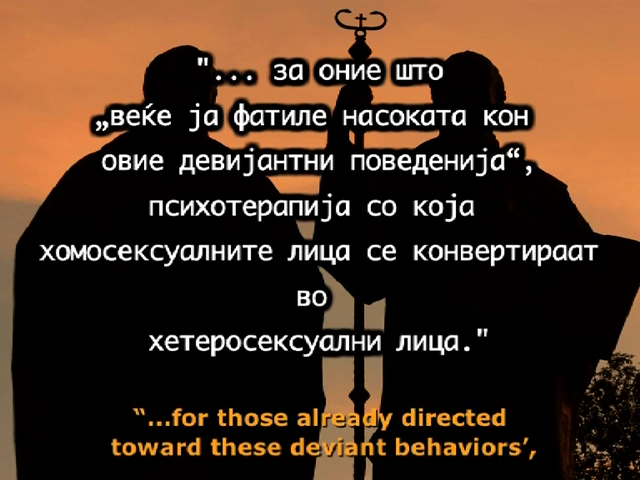 "... за оние што
„веќе ја фатиле насоката кон
овие девијантни поведенија“,
психотерапија со која
хомосексуалните лица се конвертираат
во
хетеросексуални лица."
“...for those already directed
toward these deviant behaviors’,